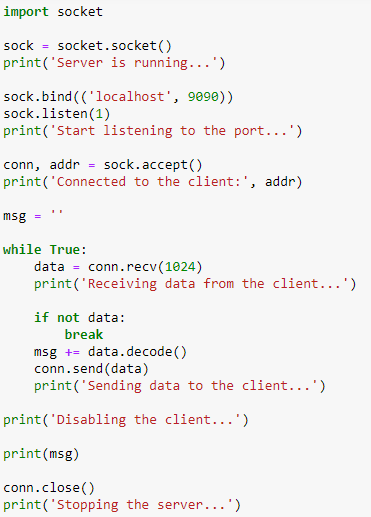 import socket
sock = socket.socket()
print('Server is running...')
sock.bind(('localhost', 9090))
sock.listen(1)
print('Start listening to the port...')
conn, addr = sock.accept()
print('Connected to the client:', addr)
msg = ''
while True:
    data = conn.recv(1024)
    print('Receiving data from the client...')
    if not data:
        break
    msg += data.decode()
    conn.send(data)
    print('Sending data to the client...')
print('Disabling the client...')
print(msg)
conn.close()
print('Stopping the server...')